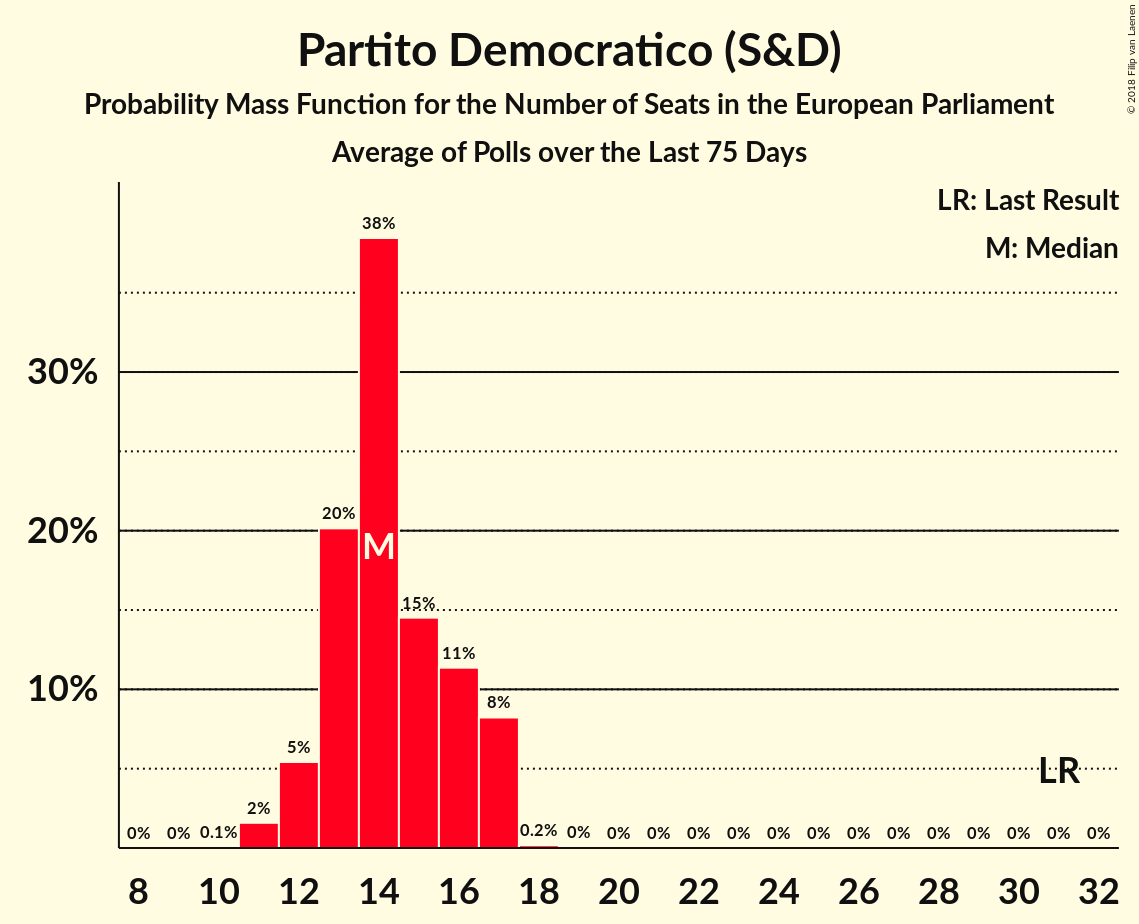 Partito Democratico (S&D)
Probability Mass Function for the Number of Seats in the European Parliament
Average of Polls over the Last 75 Days
© 2018 Filip van Laenen
LR: Last Result
M: Median
38%
30%
20%
20%
M
15%
11%
10%
8%
5%
LR
2%
0% 0% 0.1% 0.2% 0% 0% 0% 0% 0% 0% 0% 0% 0% 0% 0% 0% 0% 0%
8 10 12 14 16 18 20 22 24 26 28 30 32